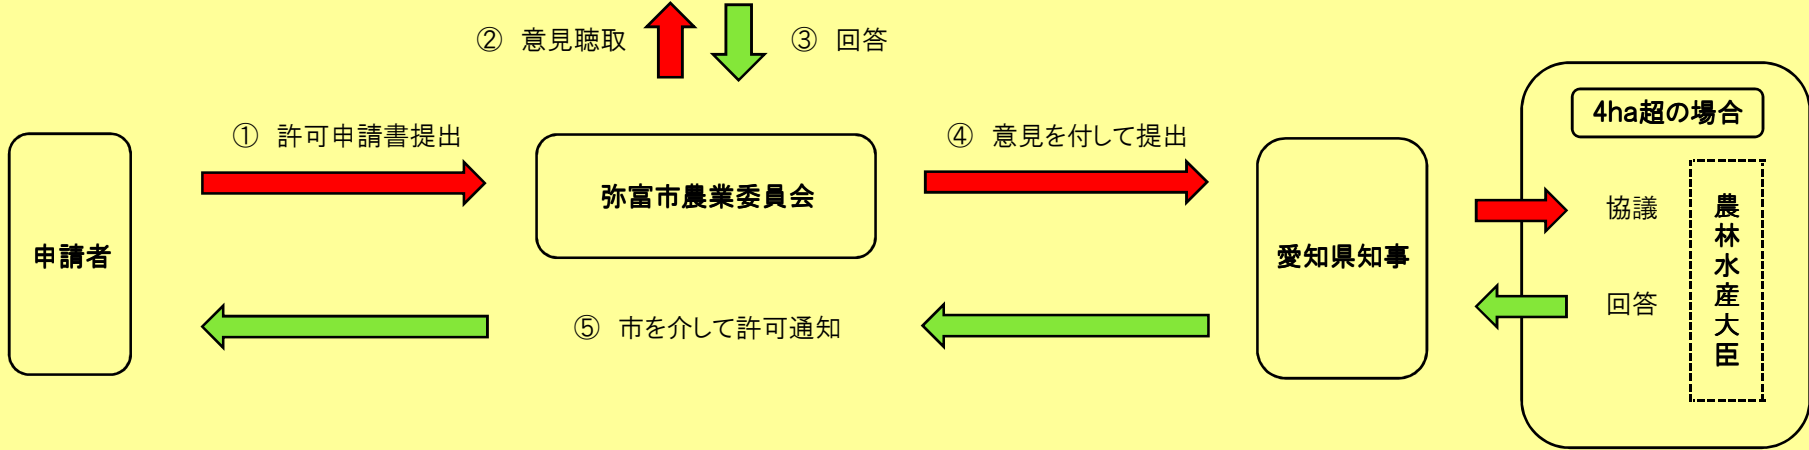 ② 意見聴取
③ 回答
4ha超の場合
① 許可申請書提出
④ 意見を付して提出
弥富市農業委員会
協議
農林水産大臣
申請者
愛知県知事
回答
⑤ 市を介して許可通知